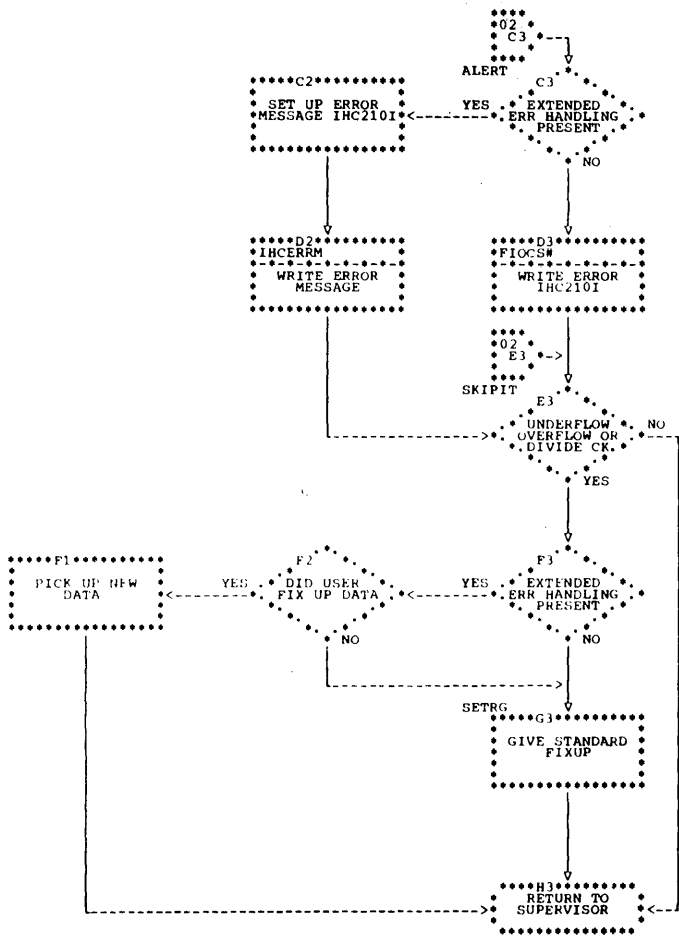 02
C3
ALERT
C2
C3
SET UP ERROR
MESSAGE IHC210I
YES
EXTENDED
ERR HANDLING
PRESENT
NO
D2
IHCERRM
WRITE ERROR
MESSAGE
D3
FIOCS#
WRITE ERROR
IHC210I
02
E3
SKIPIT
E3
UNDERFLOW
OVERFLOW OR
DIVIDE CK.
NO
YES
F1
PICK UP NEW
DATA
YES
F2
DID USER
FIX UP DATA
NO
YES
F3
EXTENDED
ERR HANDLING
PRESENT
NO
SETRG
G3
GIVE STANDARD
FIXUP
H3
RETURN TO
SUPERVISOR